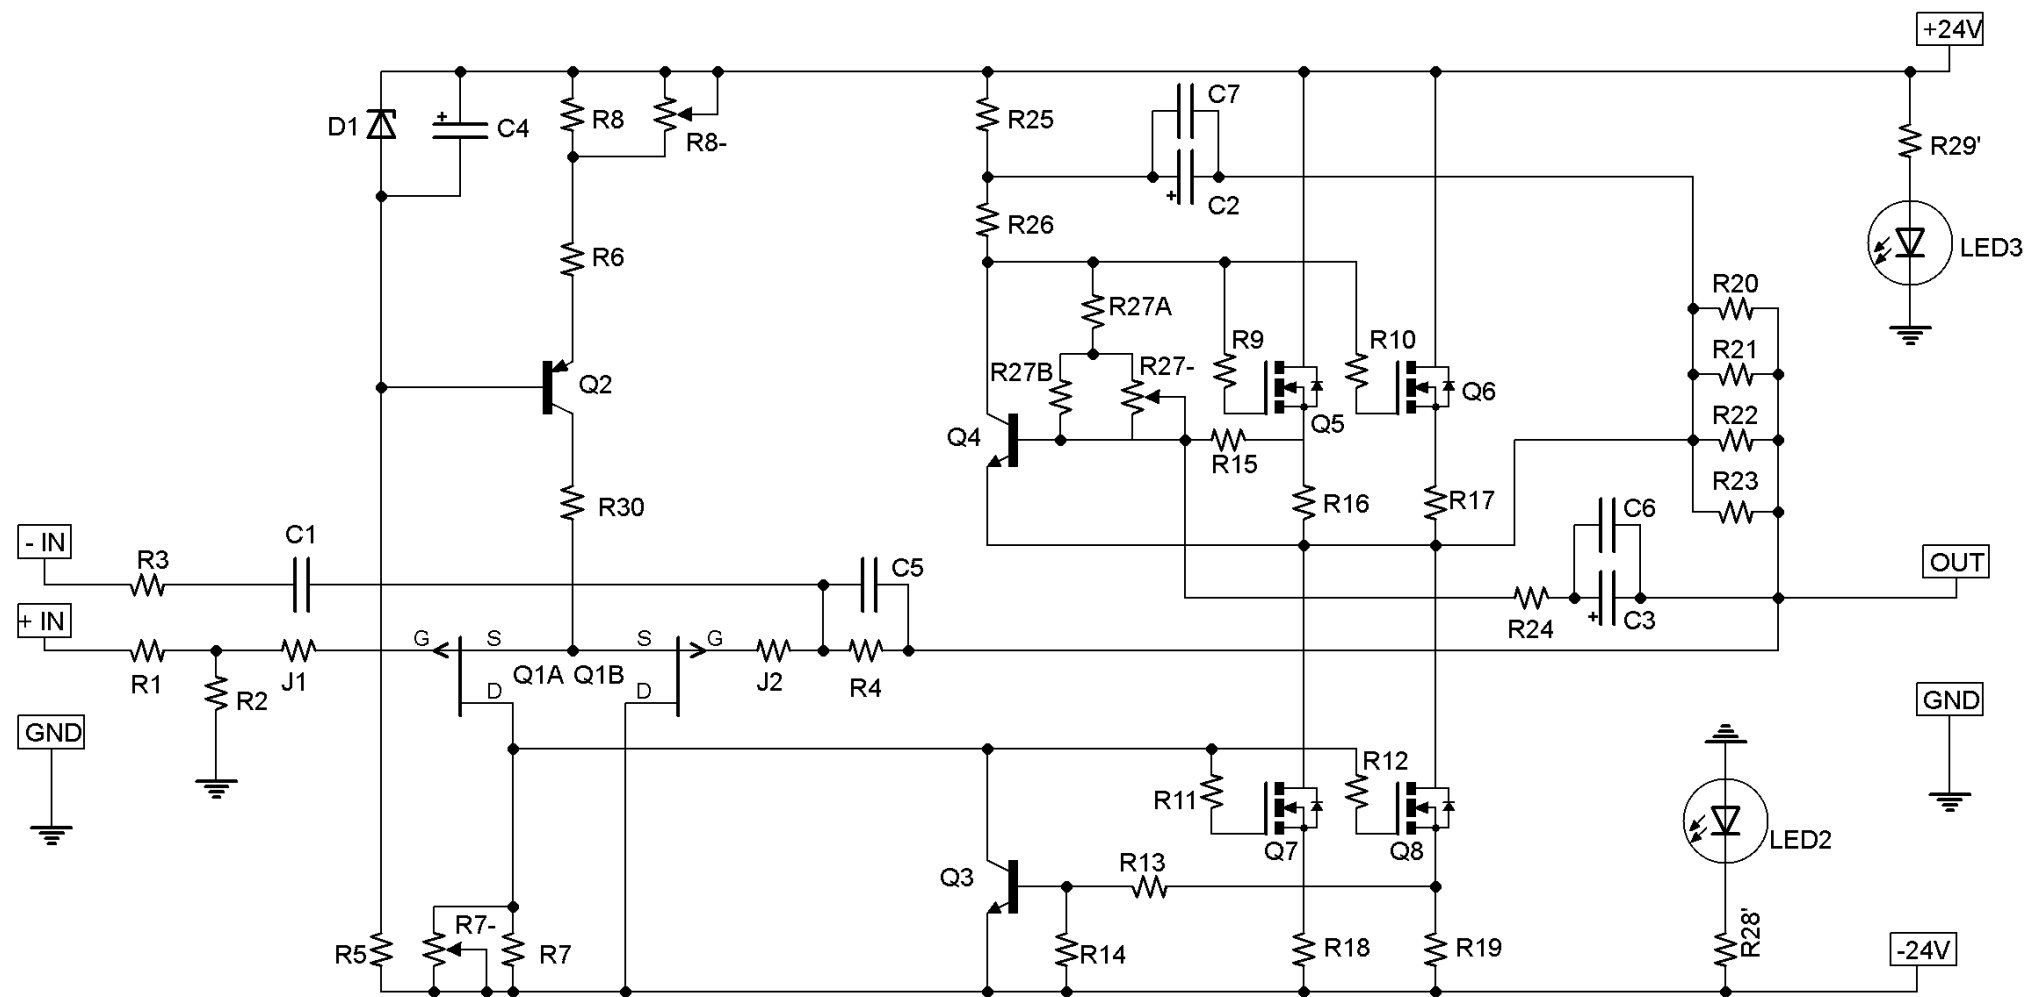 +24V
D1
+
C4
R8
R8-
R25
C7
R29'
+
C2
R26
LED3
R6
R20
R27A
R9
R10
R21
R27B
R27-
Q2
Q6
R22
Q4
Q5
R15
R23
R30
R16
R17
C6
- IN
C1
R3
C5
OUT
+ IN
+
C3
R24
G
S
S
G
Q1A
Q1B
R1
J1
D
D
J2
R4
R2
GND
GND
R12
R11
LED2
Q7
Q8
R13
Q3
R7-
R5
R7
R14
R18
R19
R28'
-24V